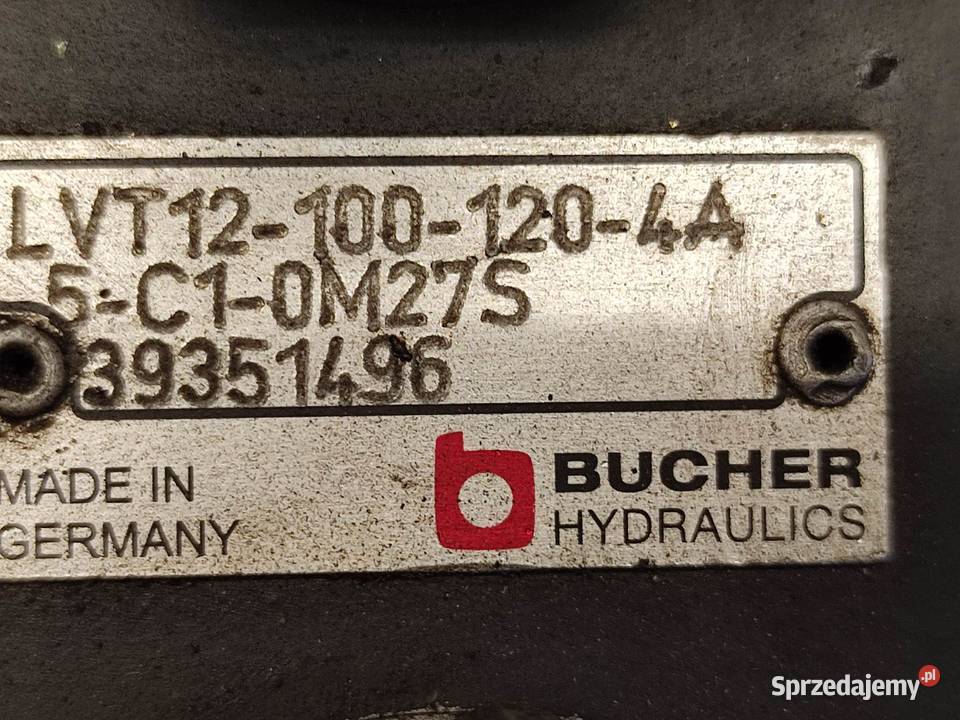 LVT12-100-120-4A
5-C1-0M27S
39351496
MADE IN
GERMANY
BUCHER
HYDRAULICS
Sprzedajemy.pl